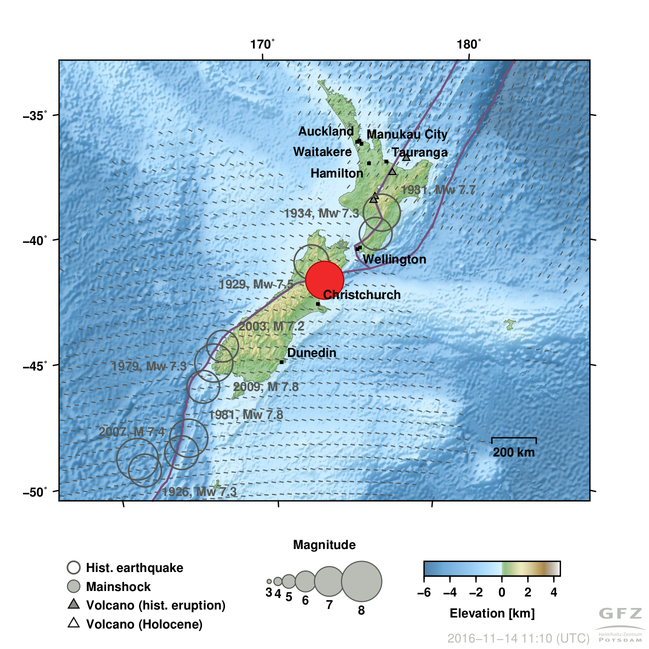 170° 180°
−35°
Auckland Manukau City
Waitakere Tauranga
Hamilton
1931, Mw 7.7
1934, Mw 7.3
−40°
Wellington
1929, Mw 7.5
Christchurch
2003, M 7.2
Dunedin
−45°
1979, Mw 7.3
2009, M 7.8
1981, Mw 7.8
2007, M 7.4
200 km
−50°
1926, Mw 7.3
Magnitude
Hist. earthquake
Mainshock
Volcano (hist. eruption)
Volcano (Holocene)
3 4 5 6 7 8
−6 −4 −2 0 2 4
Elevation [km]
GFZ
Helmholtz-Zentrum
POTSDAM
2016−11−14 11:10 (UTC)